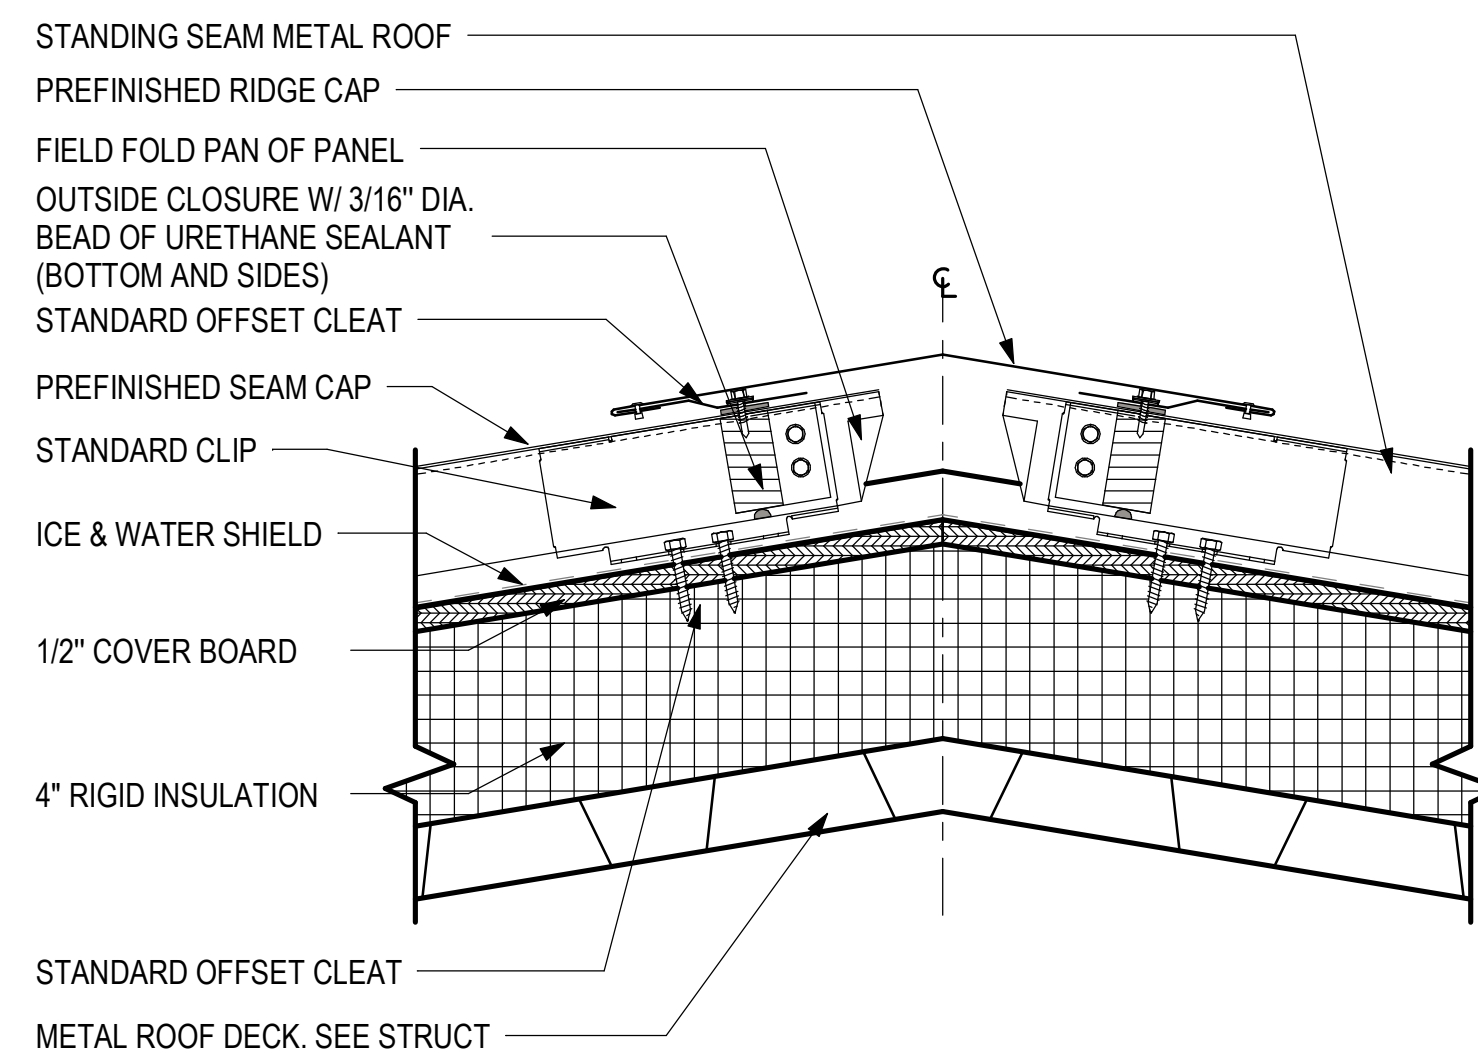 STANDING SEAM METAL ROOF
PREFINISHED RIDGE CAP
FIELD FOLD PAN OF PANEL
OUTSIDE CLOSURE W/ 3/16" DIA.
BEAD OF URETHANE SEALANT
(BOTTOM AND SIDES)
STANDARD OFFSET CLEAT
PREFINISHED SEAM CAP
STANDARD CLIP
ICE & WATER SHIELD
1/2" COVER BOARD
4" RIGID INSULATION
STANDARD OFFSET CLEAT
METAL ROOF DECK. SEE STRUCT
℄